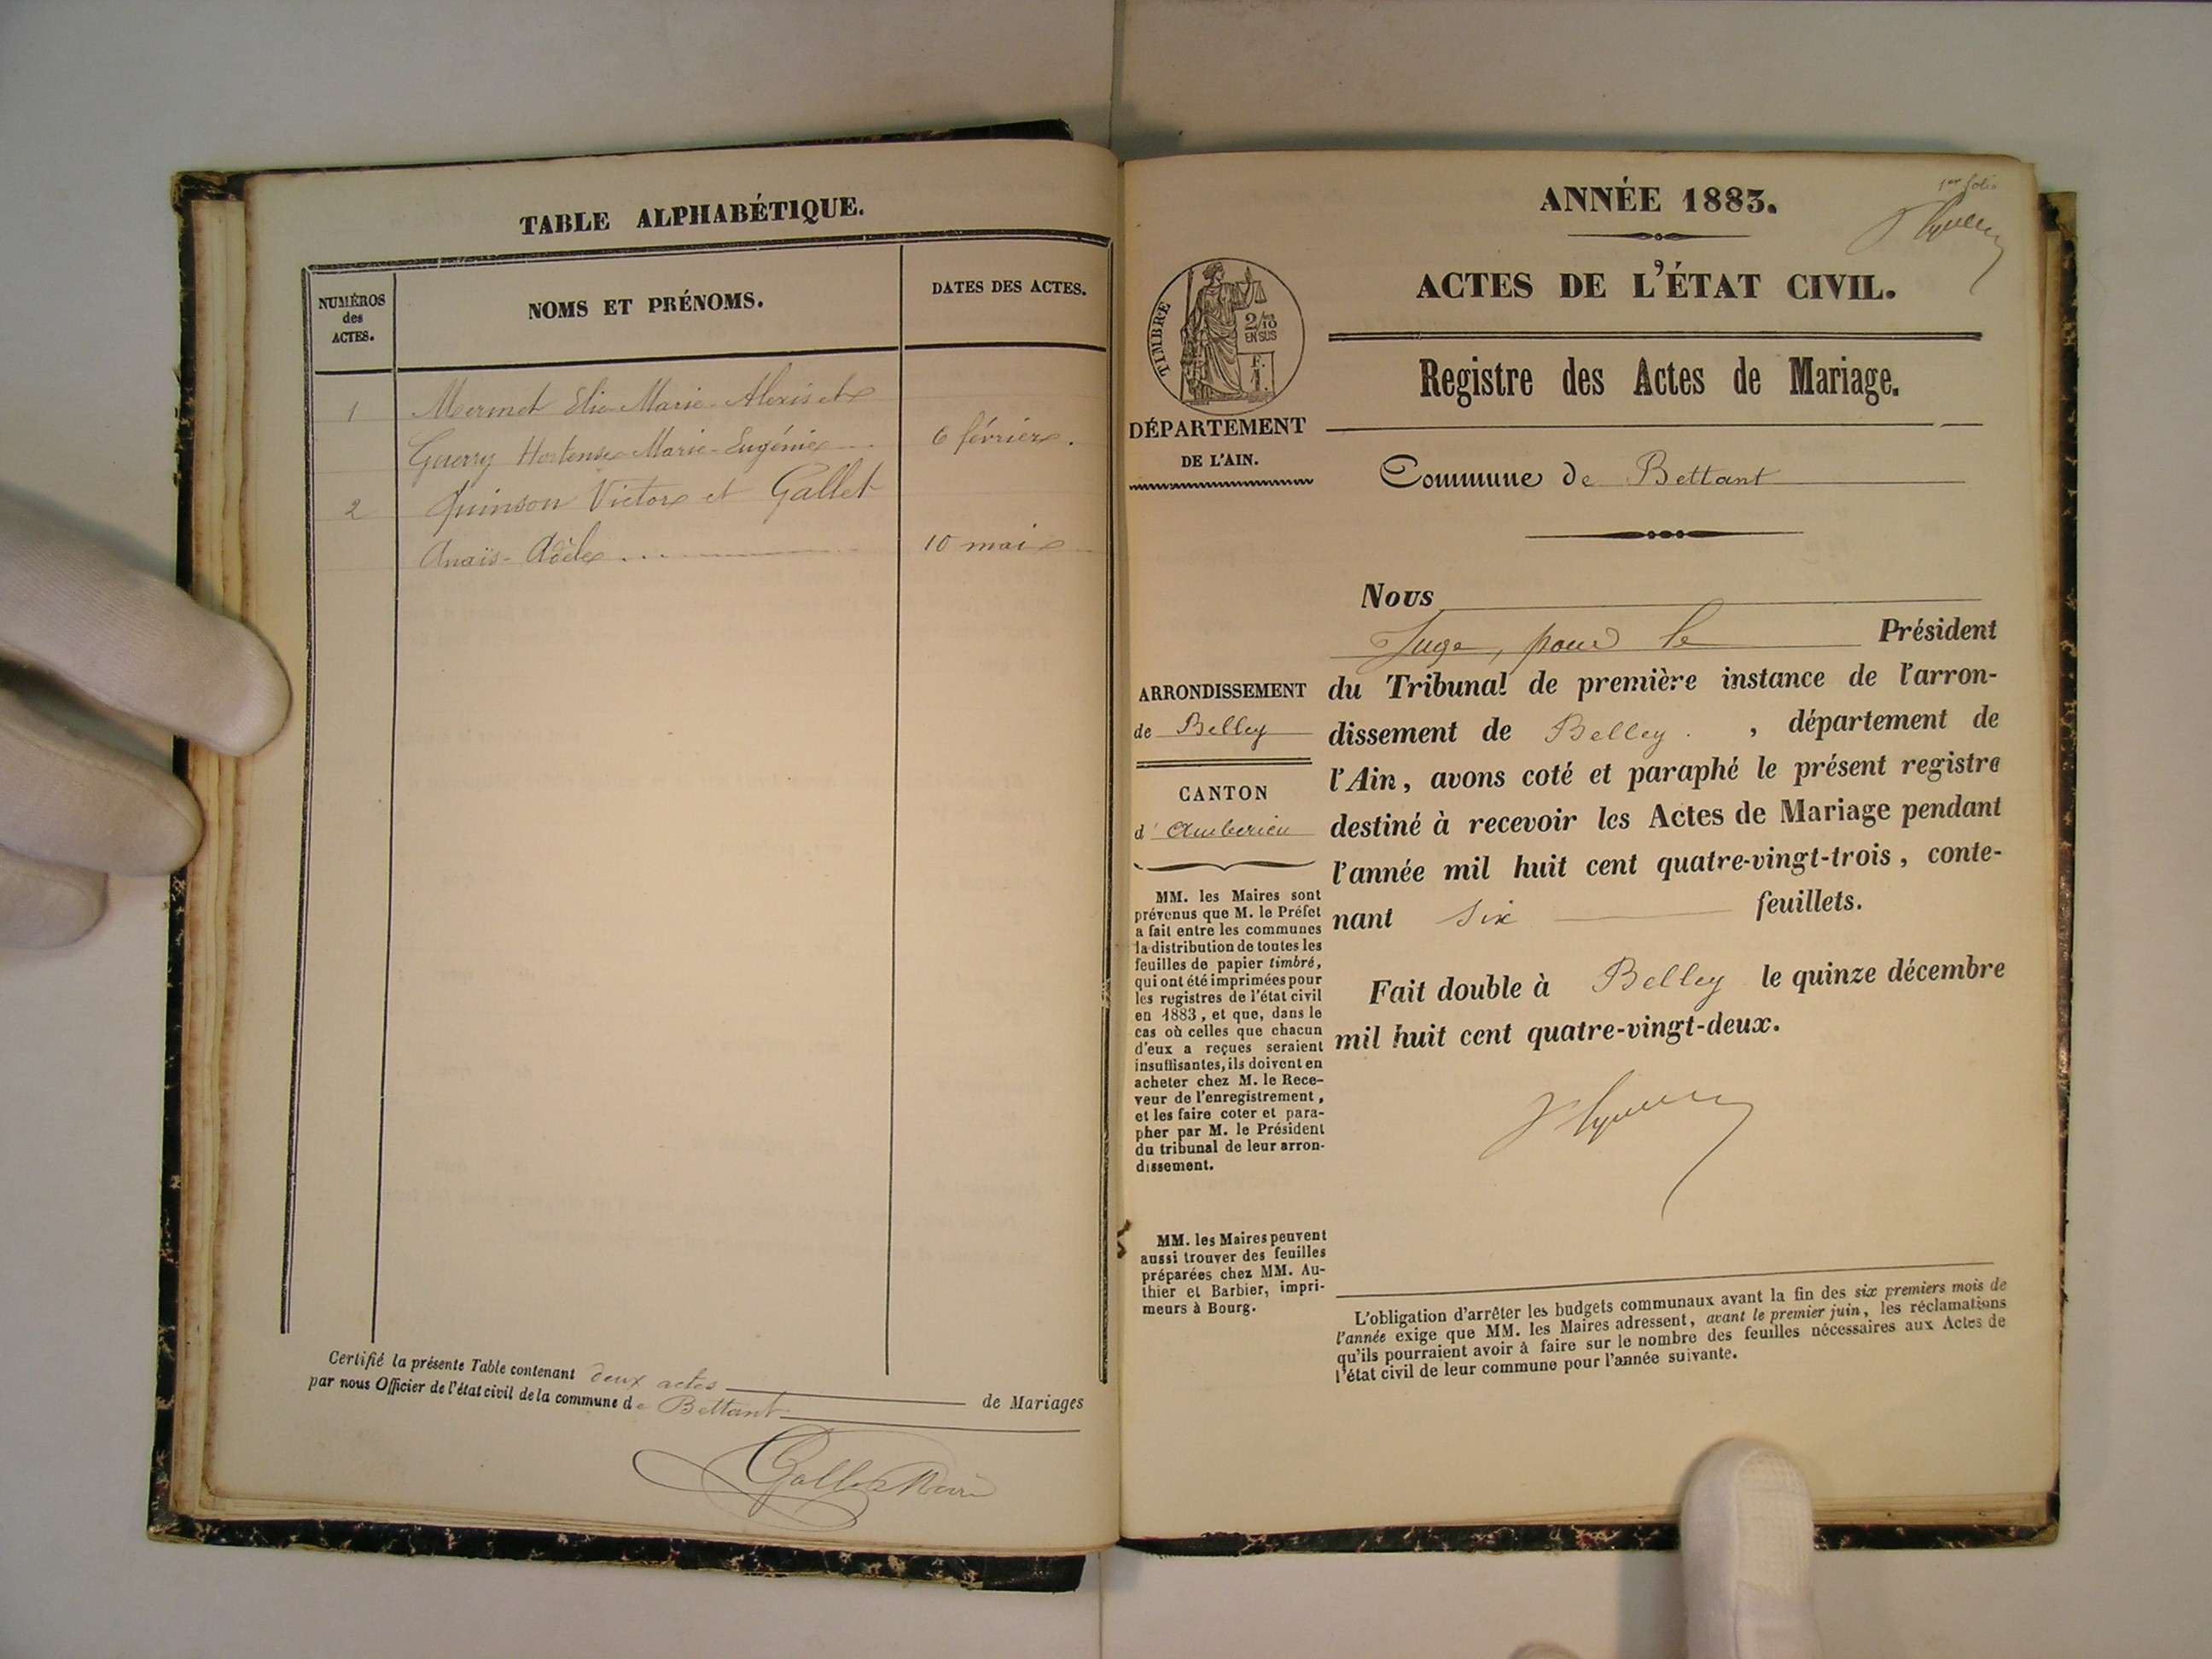 TABLE ALPHABÉTIQUE.
NUMÉROS
des
ACTES.
NOMS ET PRÉNOMS.
DATES DES ACTES.
1 Mermet Elie-Marie-Alexis et
Guerry Hortense-Marie-Eugénie 6 février.
2 Quinson Victor et Gallet
Anaïs-Adèle 10 mai
Certifié la présente Table contenant deux actes de Mariages
par nous Officier de l'état civil de la commune de Bettant
1er folio
ANNÉE 1883.
ACTES DE L'ÉTAT CIVIL.
Registre des Actes de Mariage.
TIMBRE
2/10
EN SUS
F.
1.
DÉPARTEMENT
DE L'AIN.
Commune de Bettant
Nous
Juge, pour le Président
du Tribunal de première instance de l'arron-
dissement de Belley. , département de
l'Ain, avons coté et paraphé le présent registre
destiné à recevoir les Actes de Mariage pendant
l'année mil huit cent quatre-vingt-trois, conte-
nant six feuillets.
Fait double à Belley le quinze décembre
mil huit cent quatre-vingt-deux.
ARRONDISSEMENT
de Belley
CANTON
d'Amberieu
MM. les Maires sont
prévenus que M. le Préfet
a fait entre les communes
la distribution de toutes les
feuilles de papier timbré,
qui ont été imprimées pour
les registres de l'état civil
en 1883, et que, dans le
cas où celles que chacun
d'eux a reçues seraient
insuffisantes, ils doivent en
acheter chez M. le Rece-
veur de l'enregistrement,
et les faire coter et para-
pher par M. le Président
du tribunal de leur arron-
dissement.
MM. les Maires peuvent
aussi trouver des feuilles
préparées chez MM. Au-
thier et Barbier, impri-
meurs à Bourg.
L'obligation d'arrêter les budgets communaux avant la fin des six premiers mois de
l'année exige que MM. les Maires adressent, avant le premier juin, les réclamations
qu'ils pourraient avoir à faire sur le nombre des feuilles nécessaires aux Actes de
l'état civil de leur commune pour l'année suivante.